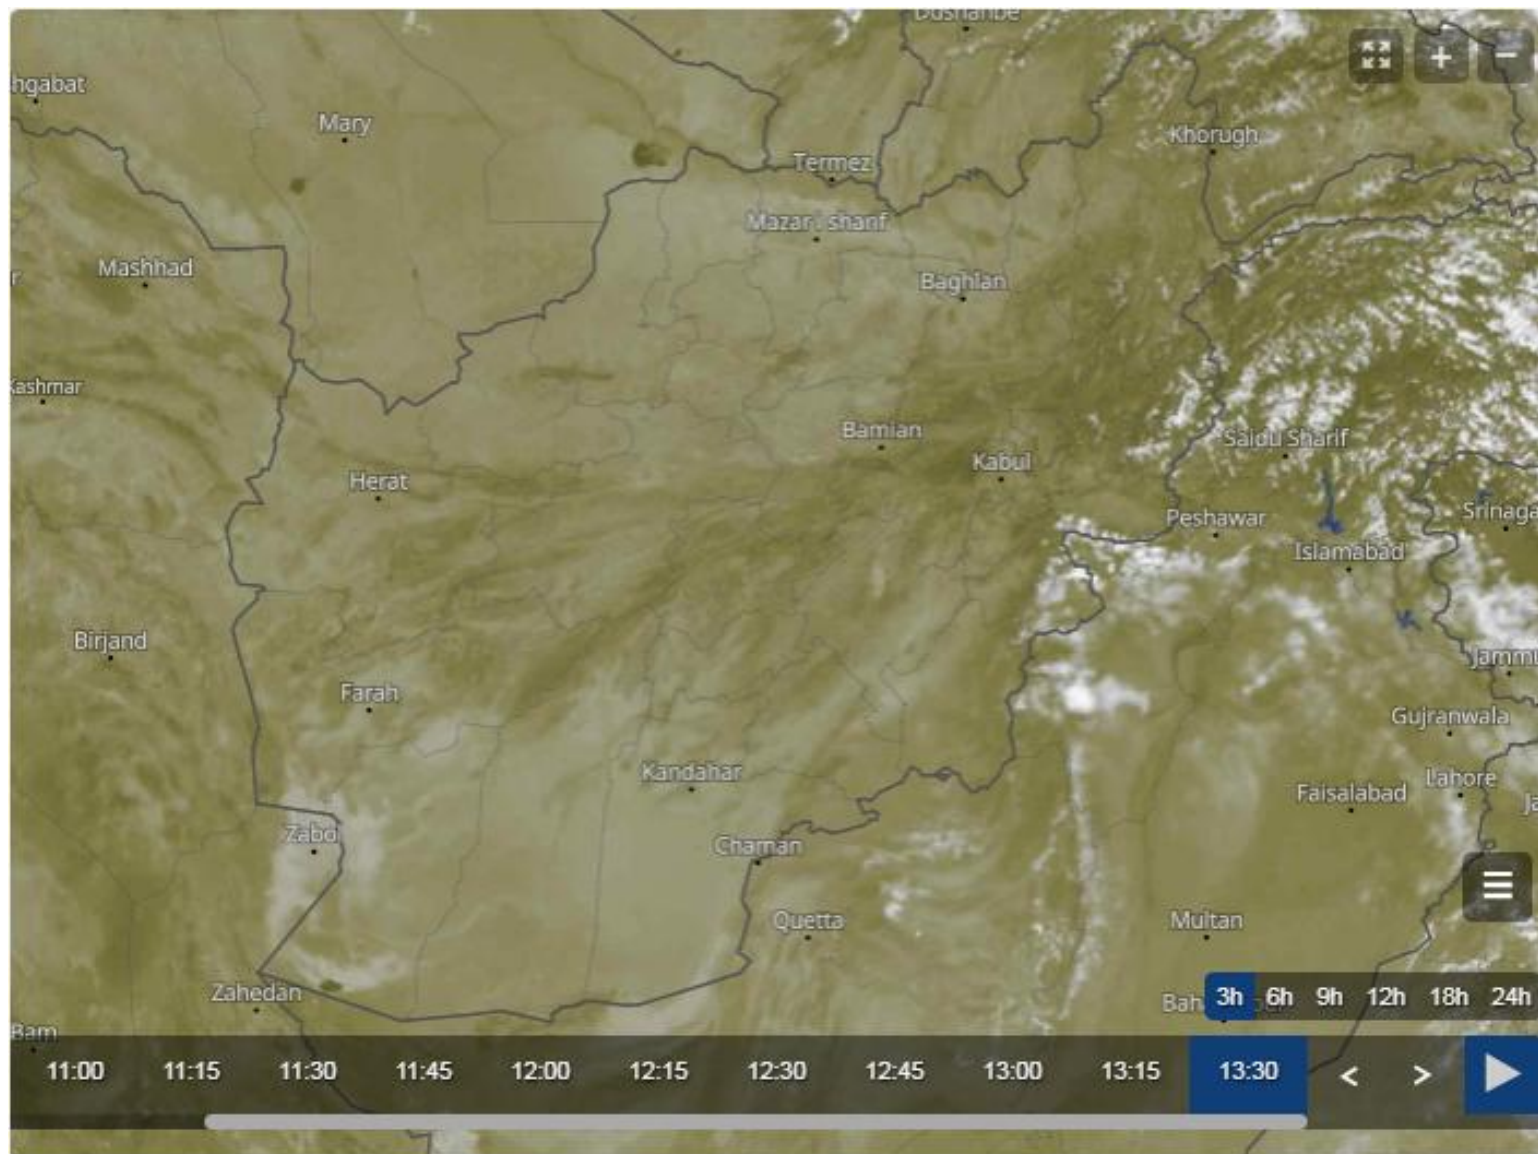 Dushanbe
hgabat
Mary
Khorugh
Termez
Mazar i sharif
Mashhad
Baghlan
Kashmar
Bamian
Saidu Sharif
Kabul
Herat
Peshawar
Srinaga
Islamabad
Birjand
Jammu
Farah
Gujranwala
Kandahar
Lahore
Faisalabad
Zabo
Chaman
Ja
Quetta
Multan
Zahedan
Bah
3h 6h 9h 12h 18h 24h
Bam
11:00 11:15 11:30 11:45 12:00 12:15 12:30 12:45 13:00 13:15 13:30 < >